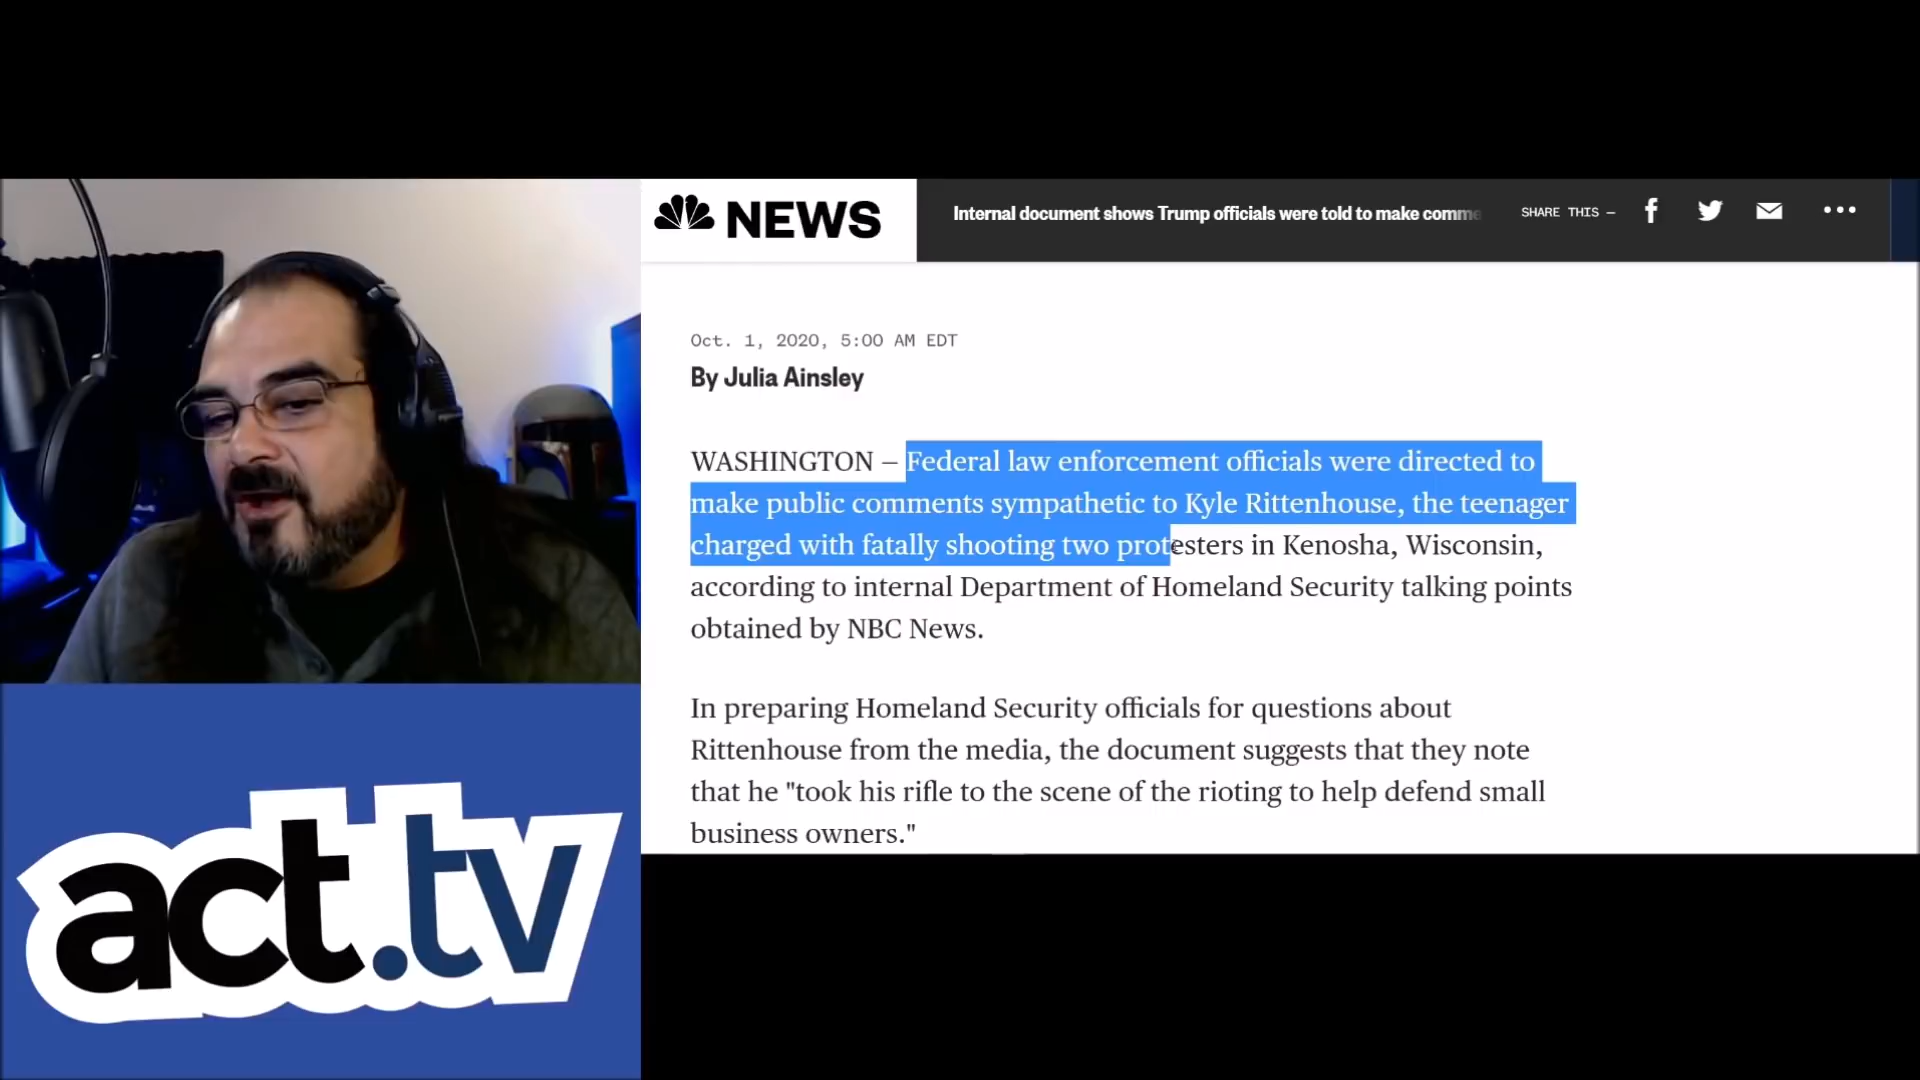 NEWS
Internal document shows Trump officials were told to make comme
SHARE THIS —
Oct. 1, 2020, 5:00 AM EDT
By Julia Ainsley
WASHINGTON — Federal law enforcement officials were directed to
make public comments sympathetic to Kyle Rittenhouse, the teenager
charged with fatally shooting two protesters in Kenosha, Wisconsin,
according to internal Department of Homeland Security talking points
obtained by NBC News.
In preparing Homeland Security officials for questions about
Rittenhouse from the media, the document suggests that they note
that he "took his rifle to the scene of the rioting to help defend small
business owners."
act.tv